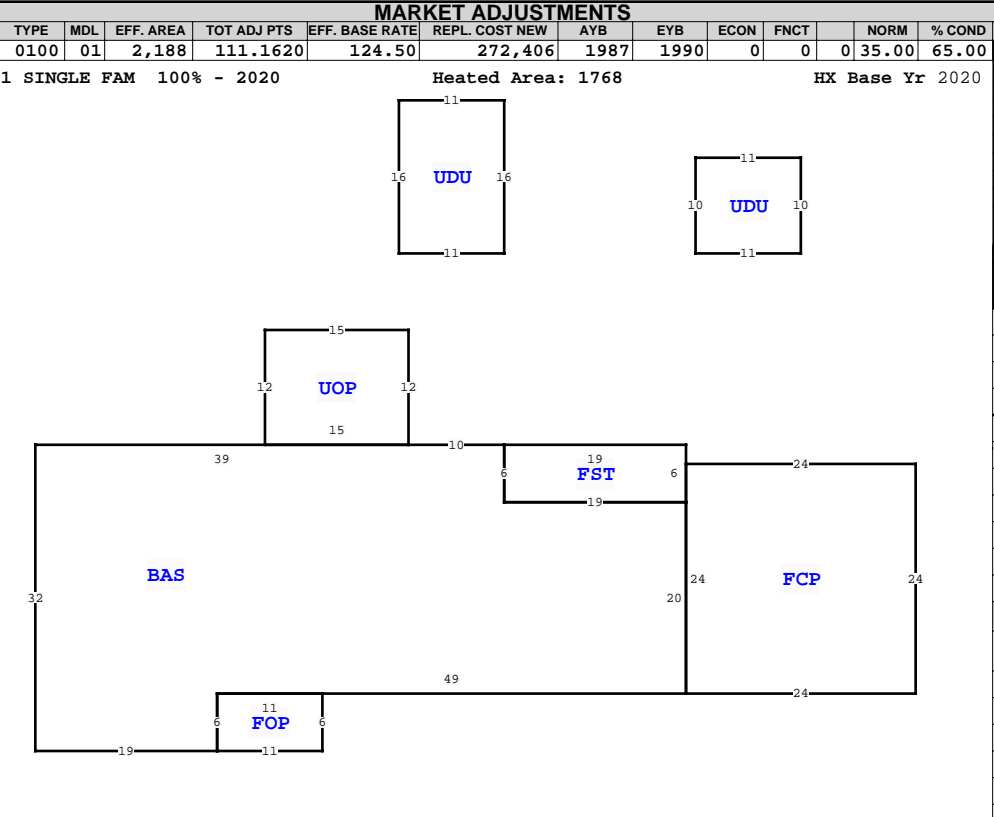 MARKET ADJUSTMENTS
TYPE MDL EFF. AREA TOT ADJ PTS EFF. BASE RATE REPL. COST NEW AYB EYB ECON FNCT NORM % COND
0100 01 2,188 111.1620 124.50 272,406 1987 1990 0 0 0 35.00 65.00
1 SINGLE FAM 100% - 2020 Heated Area: 1768 HX Base Yr 2020
11
11
16 UDU 16
10 UDU 10
11 11
15
12 UOP 12
15
10
39 19 24
6 FST 6
19
BAS 24 FCP 24
32 20
49
24
11
6 FOP 6
19 11